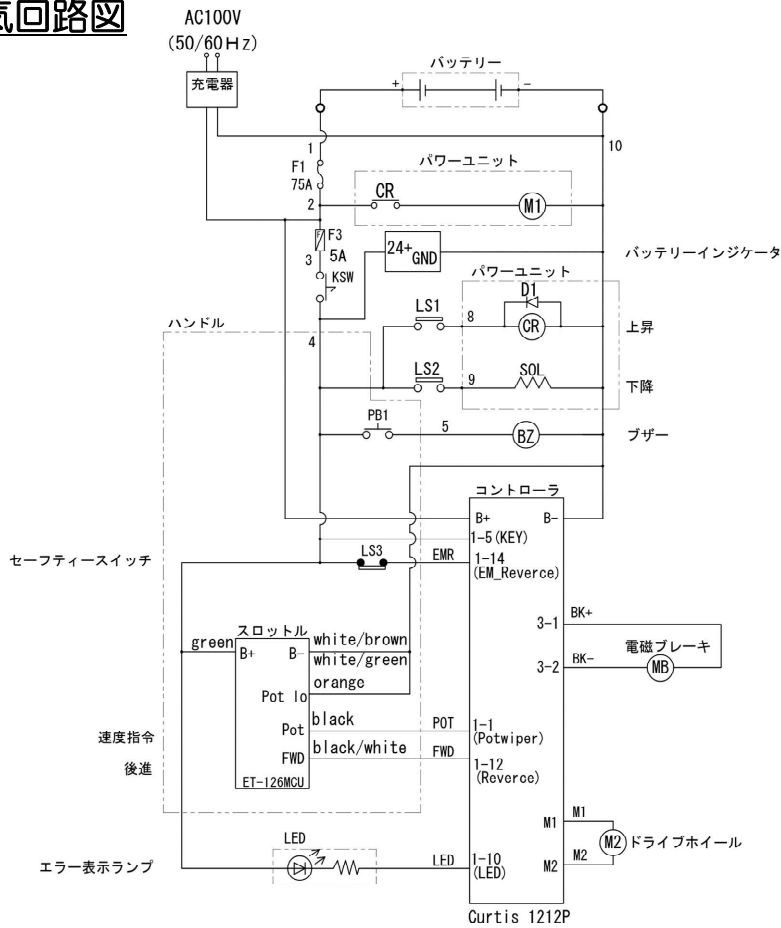 気回路図
AC100V
(50/60Hz)
充電器
バッテリー
+
−
1
10
F1
75A
パワーユニット
CR
M1
2
F3
5A
3
KSW
24+
GND
バッテリーインジケータ
パワーユニット
D1
LS1
8
CR
上昇
ハンドル
4
LS2
9
SOL
下降
PB1
5
BZ
ブザー
コントローラ
B+
B-
1-5(KEY)
セーフティースイッチ
LS3
EMR
1-14
(EM_Reverce)
3-1
BK+
電磁ブレーキ
MB
3-2
BK-
スロットル
green
B+
B-
white/brown
white/green
orange
Pot lo
速度指令
Pot
black
POT
1-1
(Potwiper)
後進
FWD
black/white
FWD
1-12
(Reverce)
ET-126MCU
M1
M1
M2
ドライブホイール
M2
M2
エラー表示ランプ
LED
LED
1-10
(LED)
Curtis 1212P